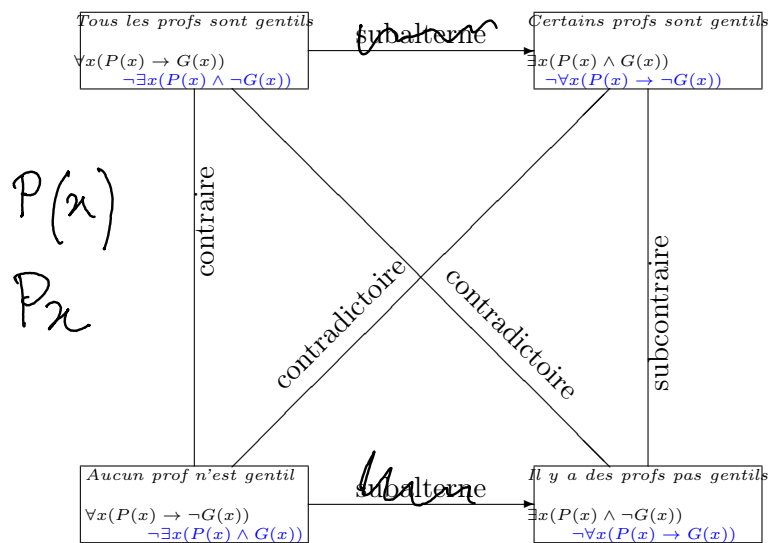 Tous les profs sont gentils
∀x(P(x) → G(x))
¬∃x(P(x) ∧ ¬G(x))
subalterne
Certains profs sont gentils
∃x(P(x) ∧ G(x))
¬∀x(P(x) → ¬G(x))
P(x)
Px
contraire
contradictoire
contradictoire
subcontraire
Aucun prof n'est gentil
∀x(P(x) → ¬G(x))
¬∃x(P(x) ∧ G(x))
subalterne
Il y a des profs pas gentils
∃x(P(x) ∧ ¬G(x))
¬∀x(P(x) → G(x))